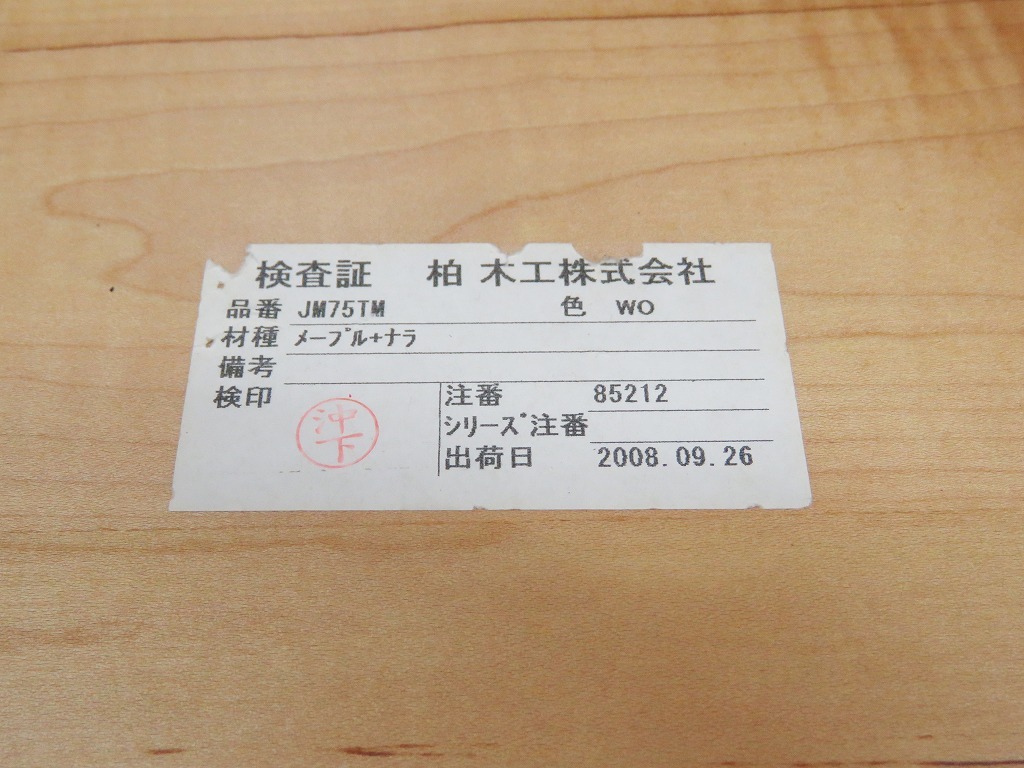 検査証 柏 木工株式会社
品番 JM75TM 色 WO
材種 メープル+ナラ
備考
検印 沖下
注番 85212
シリーズ注番
出荷日 2008.09.26